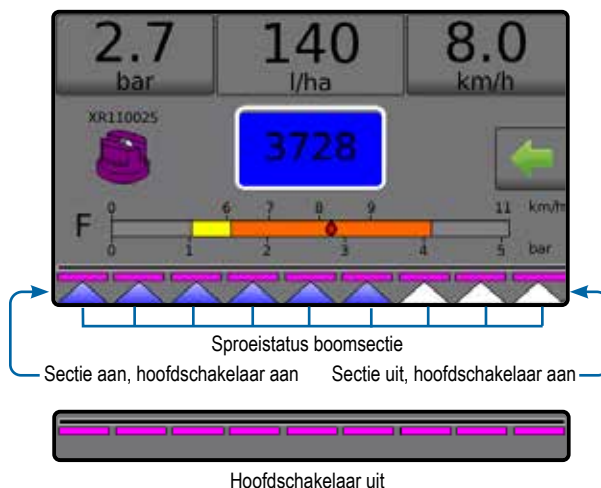 2.7 140 8.0
bar l/ha km/h
XR110025
3728
0 6 7 8 9 11 km/h
F
0 1 2 3 4 5 bar
Sproeistatus boomsectie
Sectie aan, hoofdschakelaar aan Sectie uit, hoofdschakelaar aan
Hoofdschakelaar uit